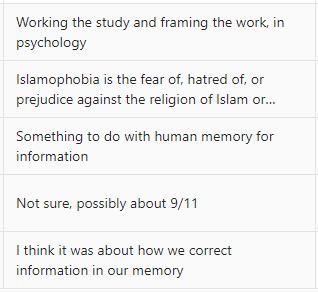 Working the study and framing the work, in
psychology
Islamophobia is the fear of, hatred of, or
prejudice against the religion of Islam or...
Something to do with human memory for
information
Not sure, possibly about 9/11
I think it was about how we correct
information in our memory